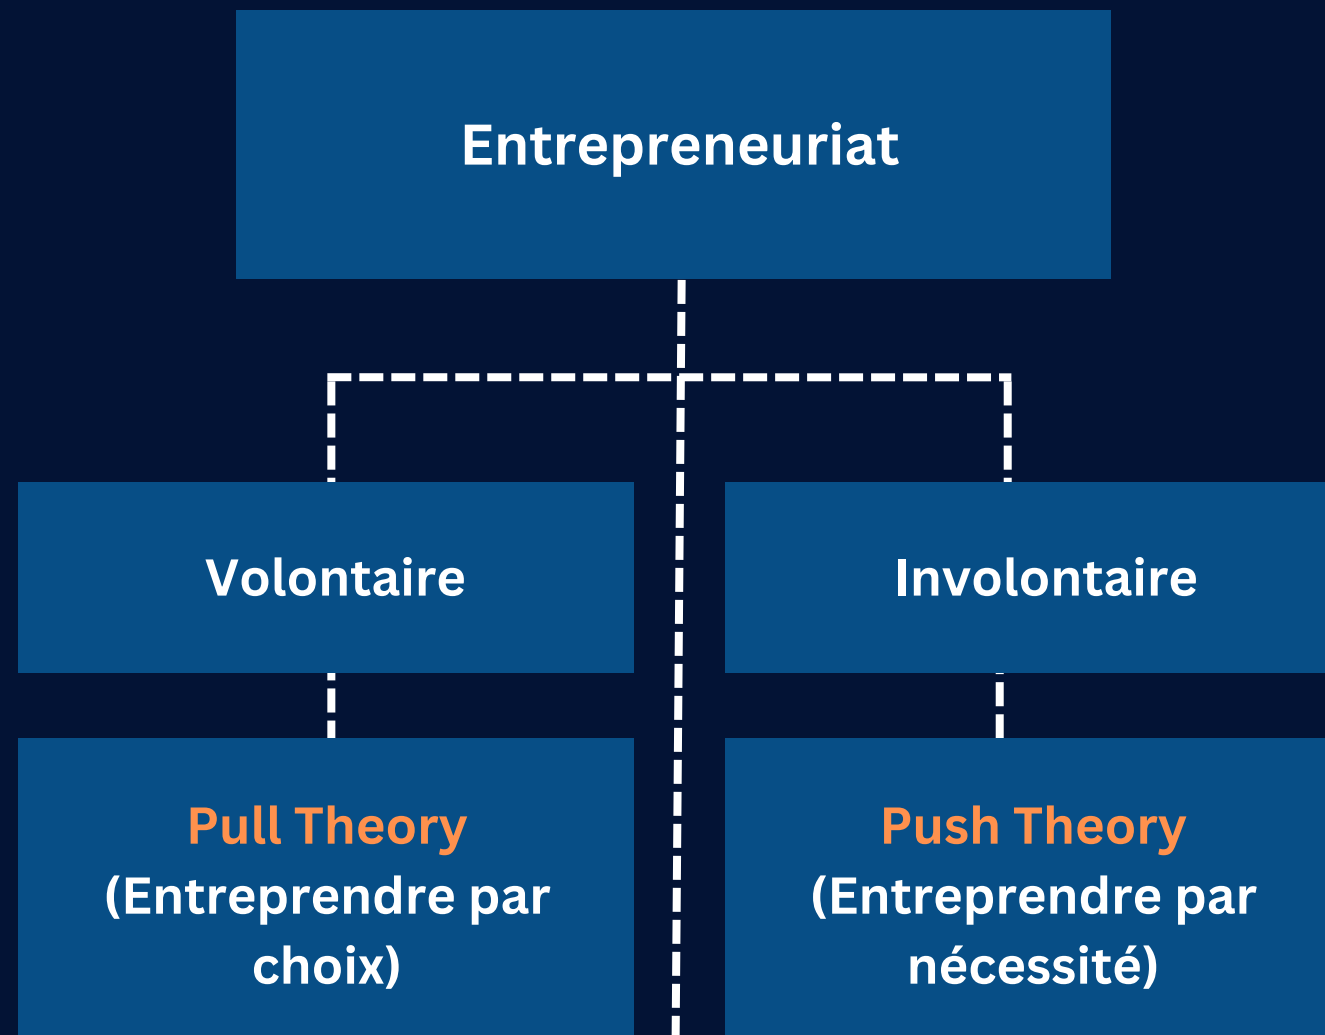 Entrepreneuriat
Volontaire
Involontaire
Pull Theory
(Entreprendre par
choix)
Push Theory
(Entreprendre par
nécessité)